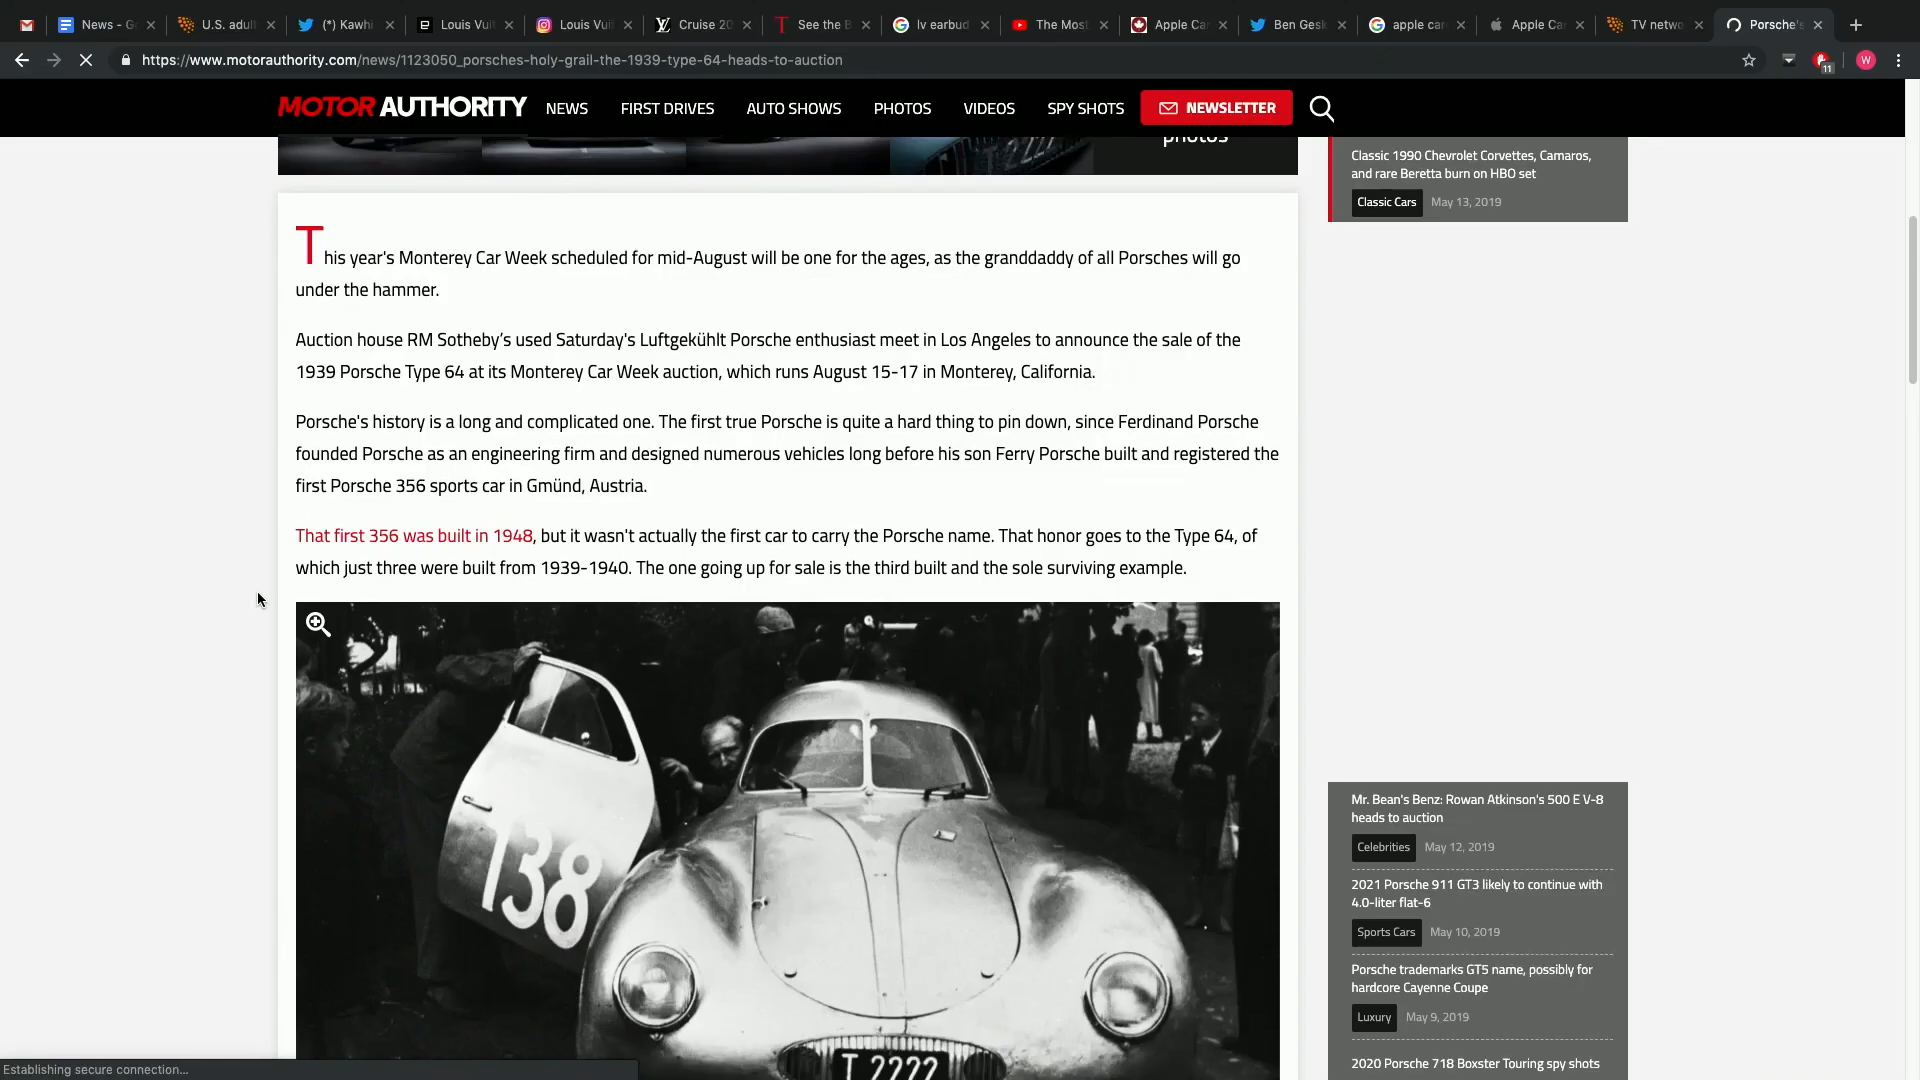 News - G
U.S. adul
(*) Kawhi
Louis Vuit
Louis Vuit
Cruise 20
See the B
lv earbud
The Most
Apple Car
Ben Gesk
apple car
Apple Ca
TV netwo
Porsche's
https://www.motorauthority.com/news/1123050_porsches-holy-grail-the-1939-type-64-heads-to-auction
11
W
MOTOR AUTHORITY
NEWS
FIRST DRIVES
AUTO SHOWS
PHOTOS
VIDEOS
SPY SHOTS
NEWSLETTER
photos
This year's Monterey Car Week scheduled for mid-August will be one for the ages, as the granddaddy of all Porsches will go
under the hammer.
Auction house RM Sotheby’s used Saturday's Luftgekühlt Porsche enthusiast meet in Los Angeles to announce the sale of the
1939 Porsche Type 64 at its Monterey Car Week auction, which runs August 15-17 in Monterey, California.
Porsche's history is a long and complicated one. The first true Porsche is quite a hard thing to pin down, since Ferdinand Porsche
founded Porsche as an engineering firm and designed numerous vehicles long before his son Ferry Porsche built and registered the
first Porsche 356 sports car in Gmünd, Austria.
That first 356 was built in 1948, but it wasn't actually the first car to carry the Porsche name. That honor goes to the Type 64, of
which just three were built from 1939-1940. The one going up for sale is the third built and the sole surviving example.
138
T 2222
Classic 1990 Chevrolet Corvettes, Camaros,
and rare Beretta burn on HBO set
Classic Cars May 13, 2019
Mr. Bean's Benz: Rowan Atkinson's 500 E V-8
heads to auction
Celebrities May 12, 2019
2021 Porsche 911 GT3 likely to continue with
4.0-liter flat-6
Sports Cars May 10, 2019
Porsche trademarks GT5 name, possibly for
hardcore Cayenne Coupe
Luxury May 9, 2019
2020 Porsche 718 Boxster Touring spy shots
Establishing secure connection...